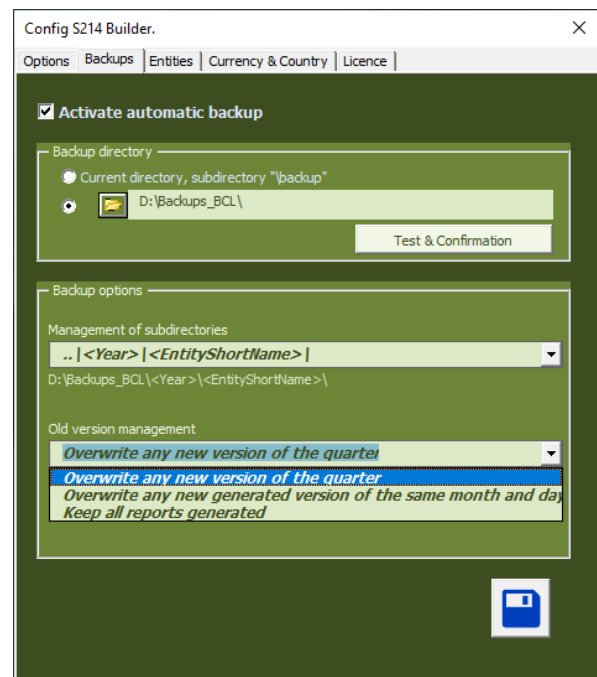 Config S214 Builder.
Options Backups Entities Currency & Country Licence
Activate automatic backup
Backup directory
Current directory, subdirectory "\backup"
D:\Backups_BCL\
Test & Confirmation
Backup options
Management of subdirectories
..|<Year>|<EntityShortName>|
D:\Backups_BCL\<Year>\<EntityShortName>\
Old version management
Overwrite any new version of the quarter
Overwrite any new version of the quarter
Overwrite any new generated version of the same month and day
Keep all reports generated